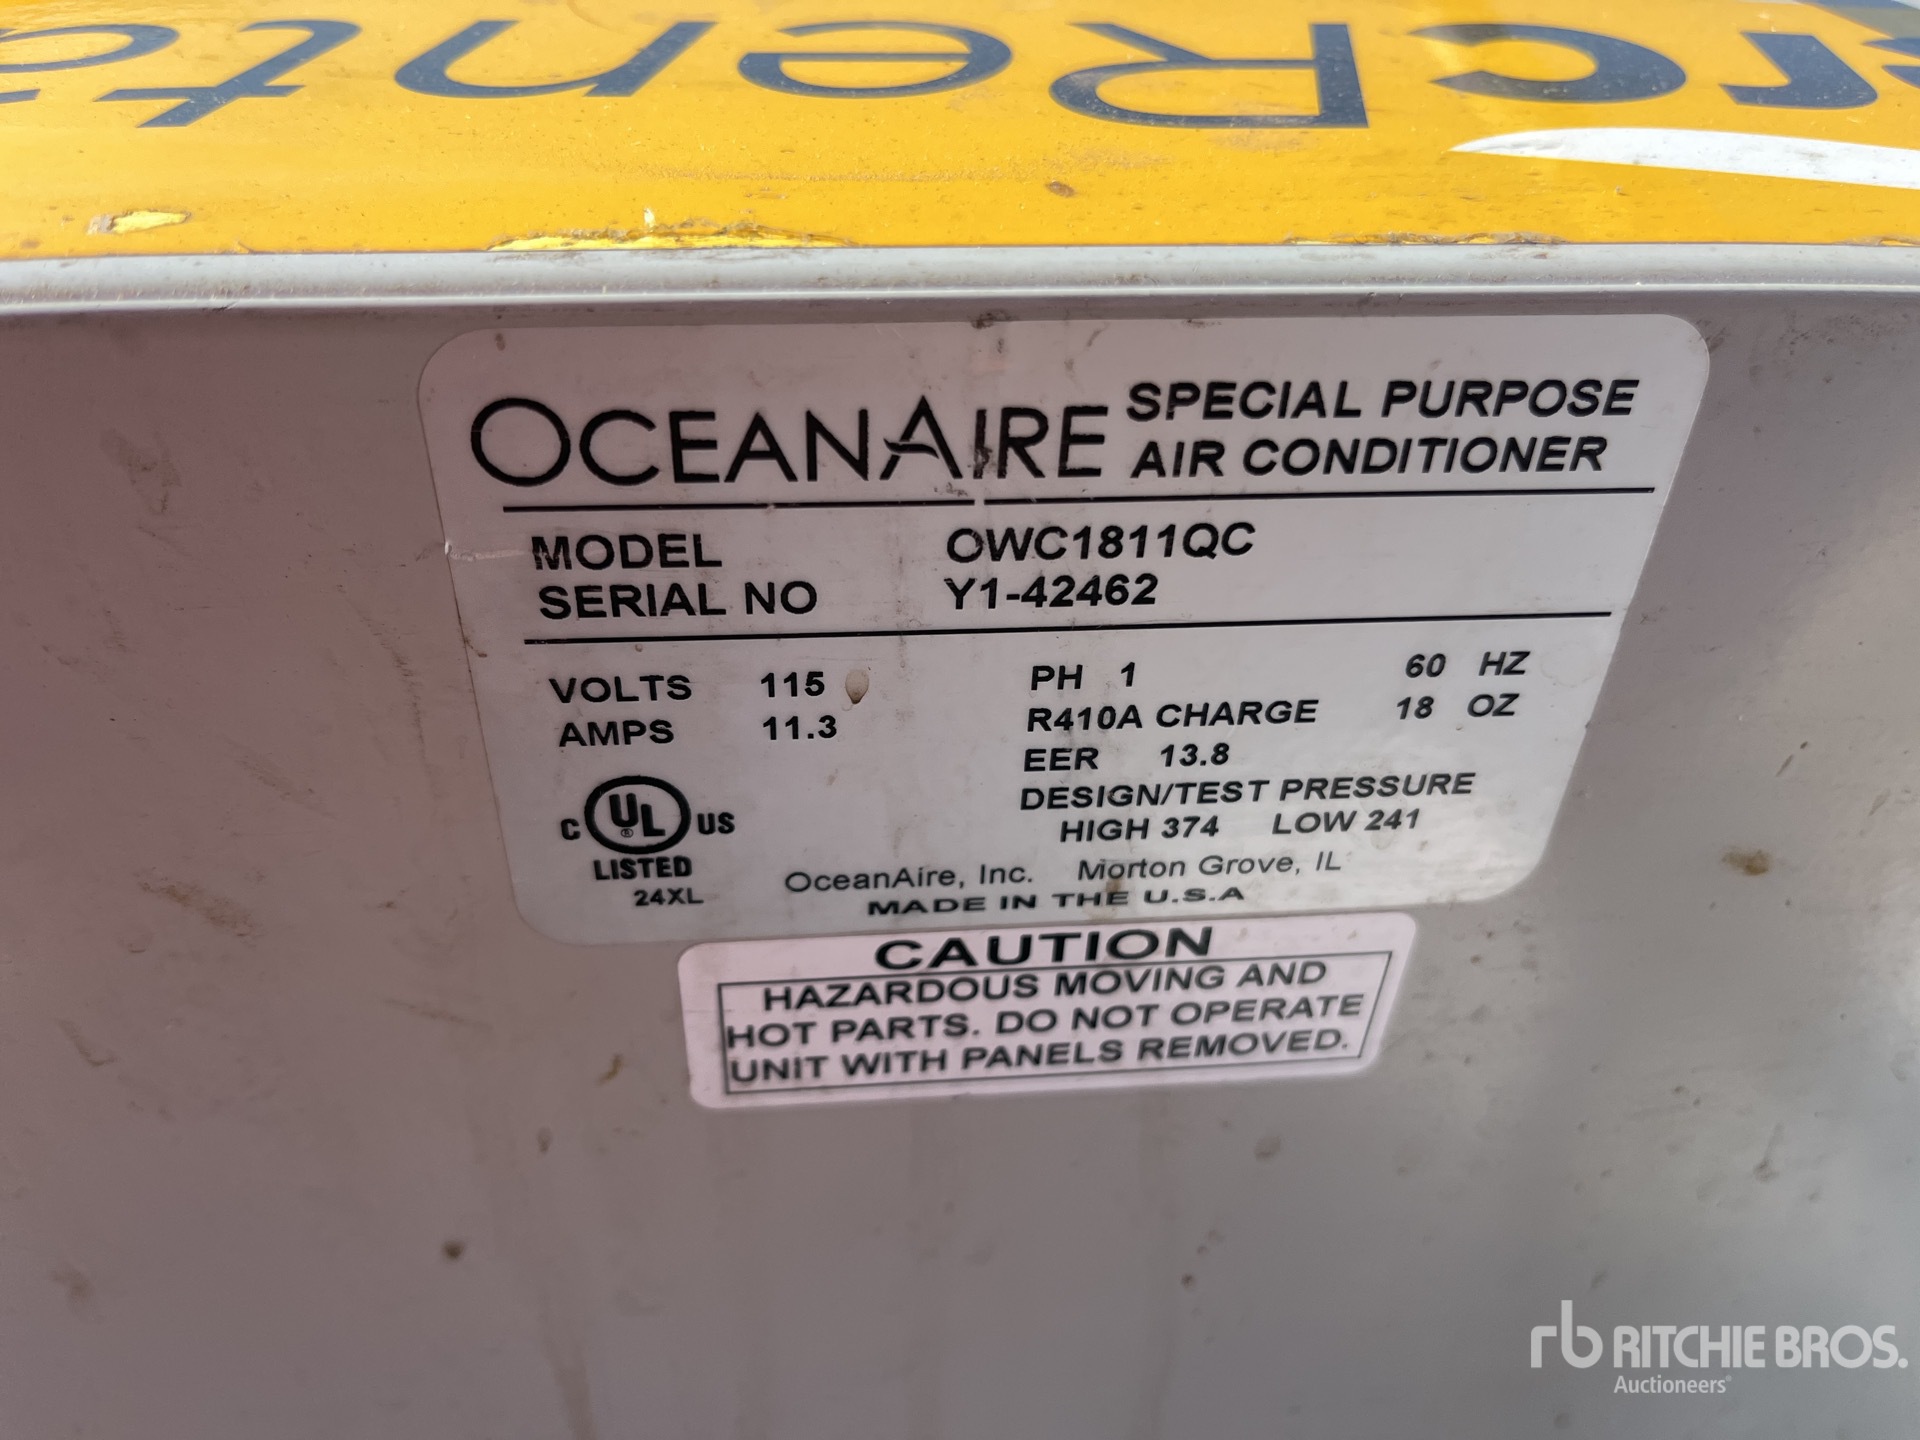 Renta
OCEANAIRE SPECIAL PURPOSE
AIR CONDITIONER
MODEL OWC1811QC
SERIAL NO Y1-42462
VOLTS 115 PH 1 60 HZ
AMPS 11.3 R410A CHARGE 18 OZ
EER 13.8
DESIGN/TEST PRESSURE
HIGH 374 LOW 241
C UL® US
LISTED
24XL
OceanAire, Inc. Morton Grove, IL
MADE IN THE U.S.A
CAUTION
HAZARDOUS MOVING AND
HOT PARTS. DO NOT OPERATE
UNIT WITH PANELS REMOVED.
rb RITCHIE BROS.
Auctioneers®